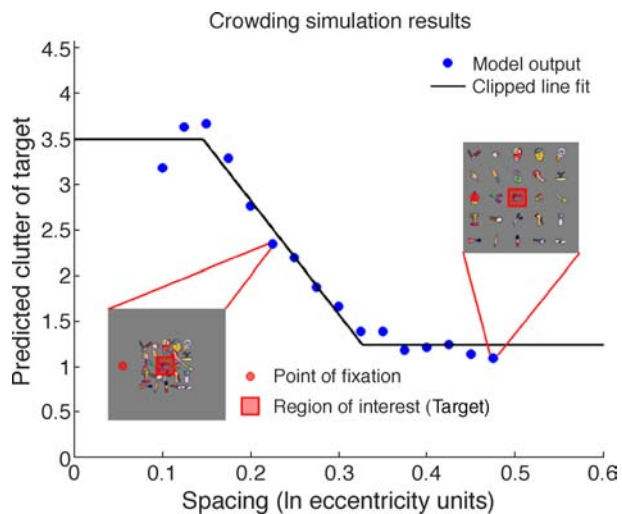 Crowding simulation results
Predicted clutter of target
4.5
4
3.5
3
2.5
2
1.5
1
0.5
0
Model output
Clipped line fit
Point of fixation
Region of interest (Target)
0 0.1 0.2 0.3 0.4 0.5 0.6
Spacing (ln eccentricity units)